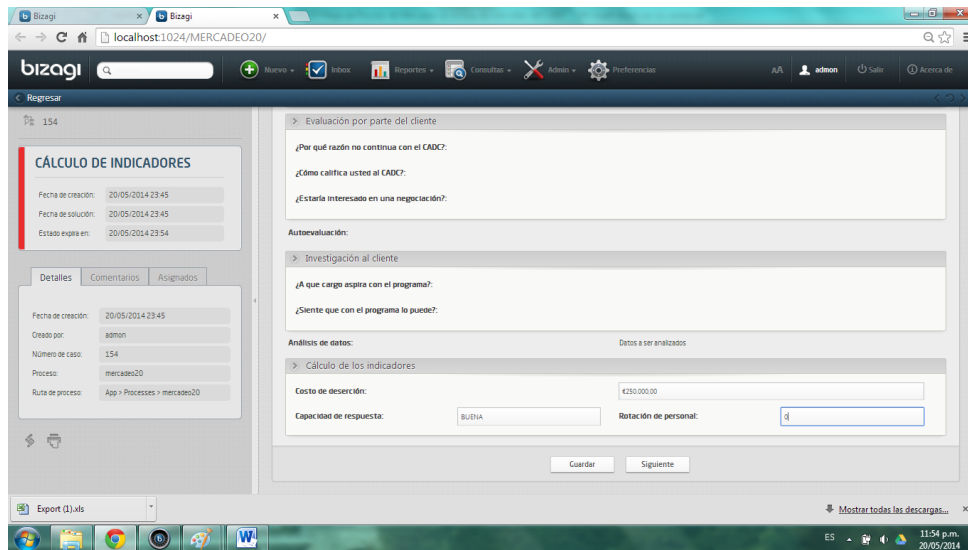 Bizagi × Bizagi ×
localhost:1024/MERCADEO20/
bizagi Nuevo Inbox Reportes Consultas Admin Preferencias AA admon Salir Acerca de
< Regresar
154
CÁLCULO DE INDICADORES
Fecha de creación: 20/05/2014 23:45
Fecha de solución: 20/05/2014 23:45
Estado expira en: 20/05/2014 23:54
Detalles Comentarios Asignados
Fecha de creación: 20/05/2014 23:45
Creado por: admon
Número de caso: 154
Proceso: mercadeo20
Ruta de proceso: App > Processes > mercadeo20
> Evaluación por parte del cliente
¿Por qué razón no continua con el CADC?:
¿Cómo califica usted al CADC?:
¿Estaría interesado en una negociación?:
Autoevaluación:
> Investigación al cliente
¿A que cargo aspira con el programa?:
¿Siente que con el programa lo puede?:
Análisis de datos: Datos a ser analizados
> Cálculo de los indicadores
Costo de deserción: €250.000.00
Capacidad de respuesta: BUENA Rotación de personal: 0
Guardar Siguiente
Export (1).xls Mostrar todas las descargas... ×
ES 11:54 p.m.
20/05/2014